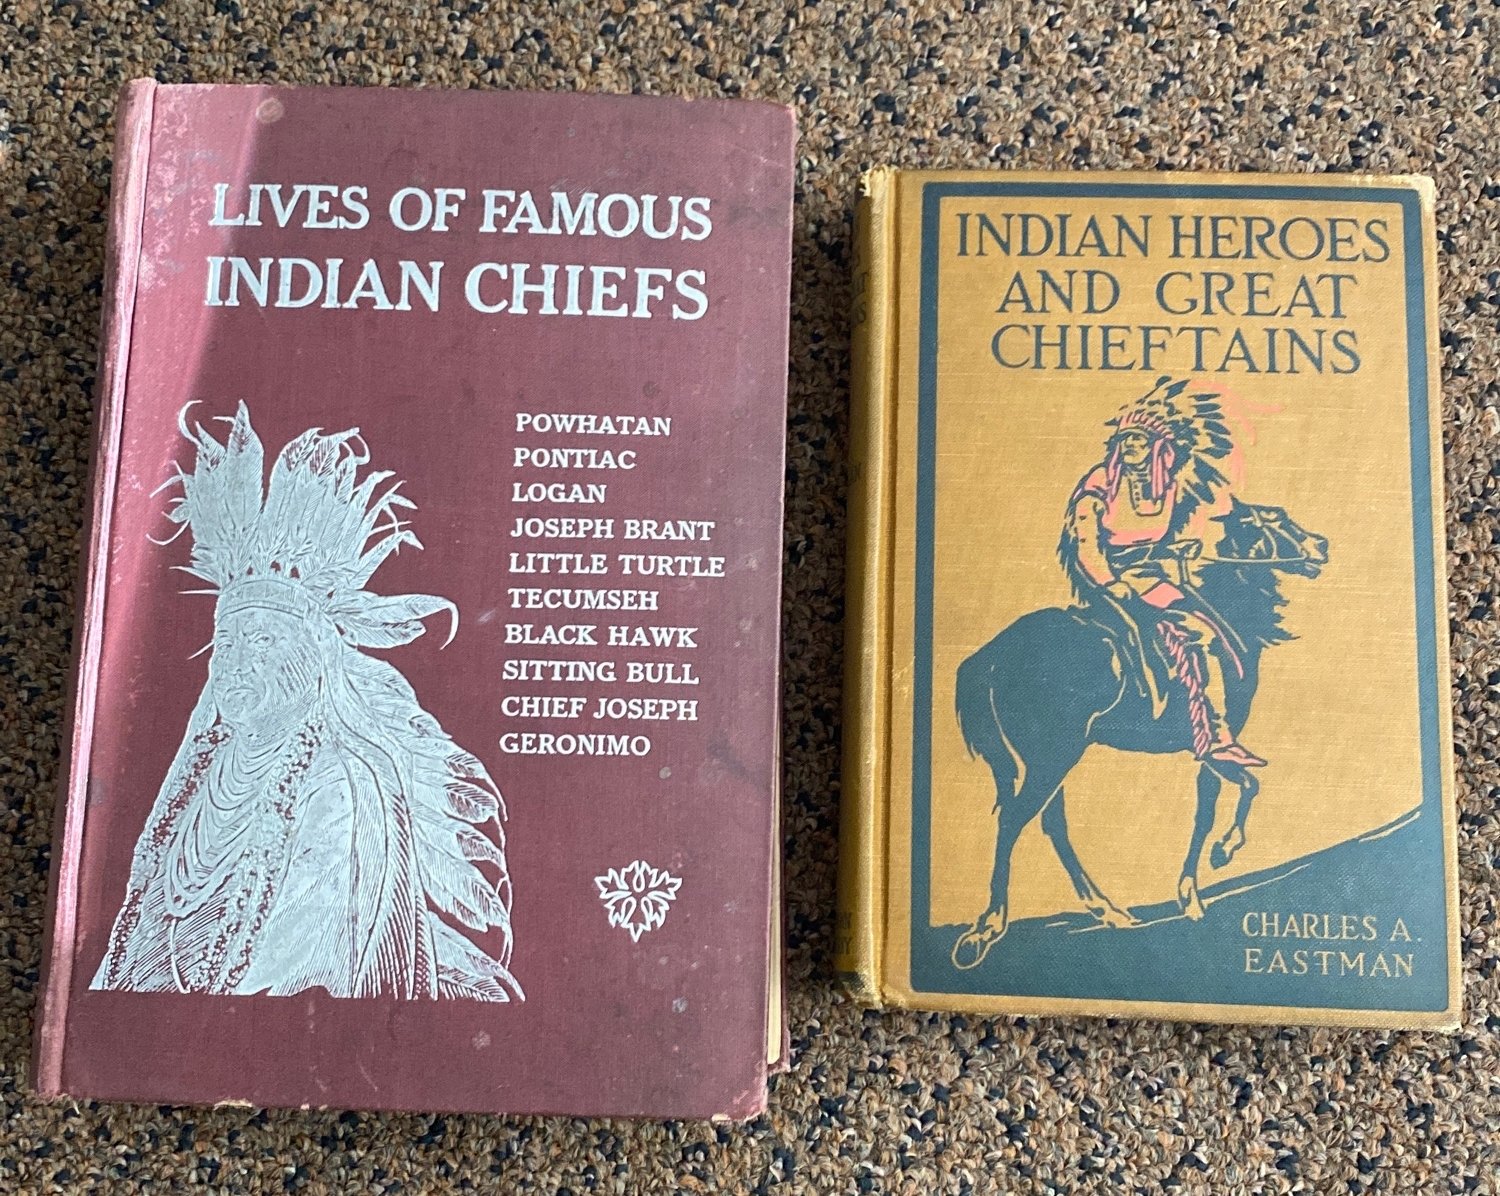 LIVES OF FAMOUS
INDIAN CHIEFS
POWHATAN
PONTIAC
LOGAN
JOSEPH BRANT
LITTLE TURTLE
TECUMSEH
BLACK HAWK
SITTING BULL
CHIEF JOSEPH
GERONIMO
INDIAN HEROES
AND GREAT
CHIEFTAINS
CHARLES A.
EASTMAN